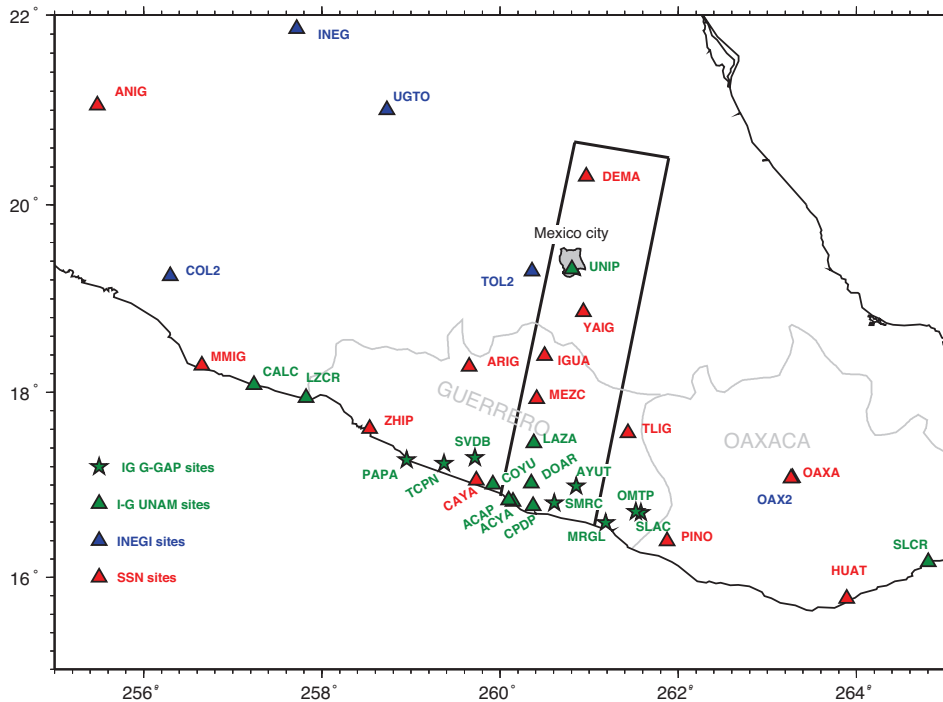 22°
INEG
ANIG
UGTO
20°
DEMA
Mexico city
UNIP
TOL2
COL2
YAIG
MMIG
CALC
LZCR
ARIG
IGUA
18°
MEZC
GUERRERO
ZHIP
TLIG
OAXACA
SVDB
LAZA
PAPA
TCPN
CAYA
COYU
DOAR
AYUT
OAXA
OAX2
IG G-GAP sites
I-G UNAM sites
ACAP
ACYA
CPDP
SMRC
OMTP
MRGL
SLAC
PINO
SLCR
INEGI sites
SSN sites
HUAT
16°
256°
258°
260°
262°
264°